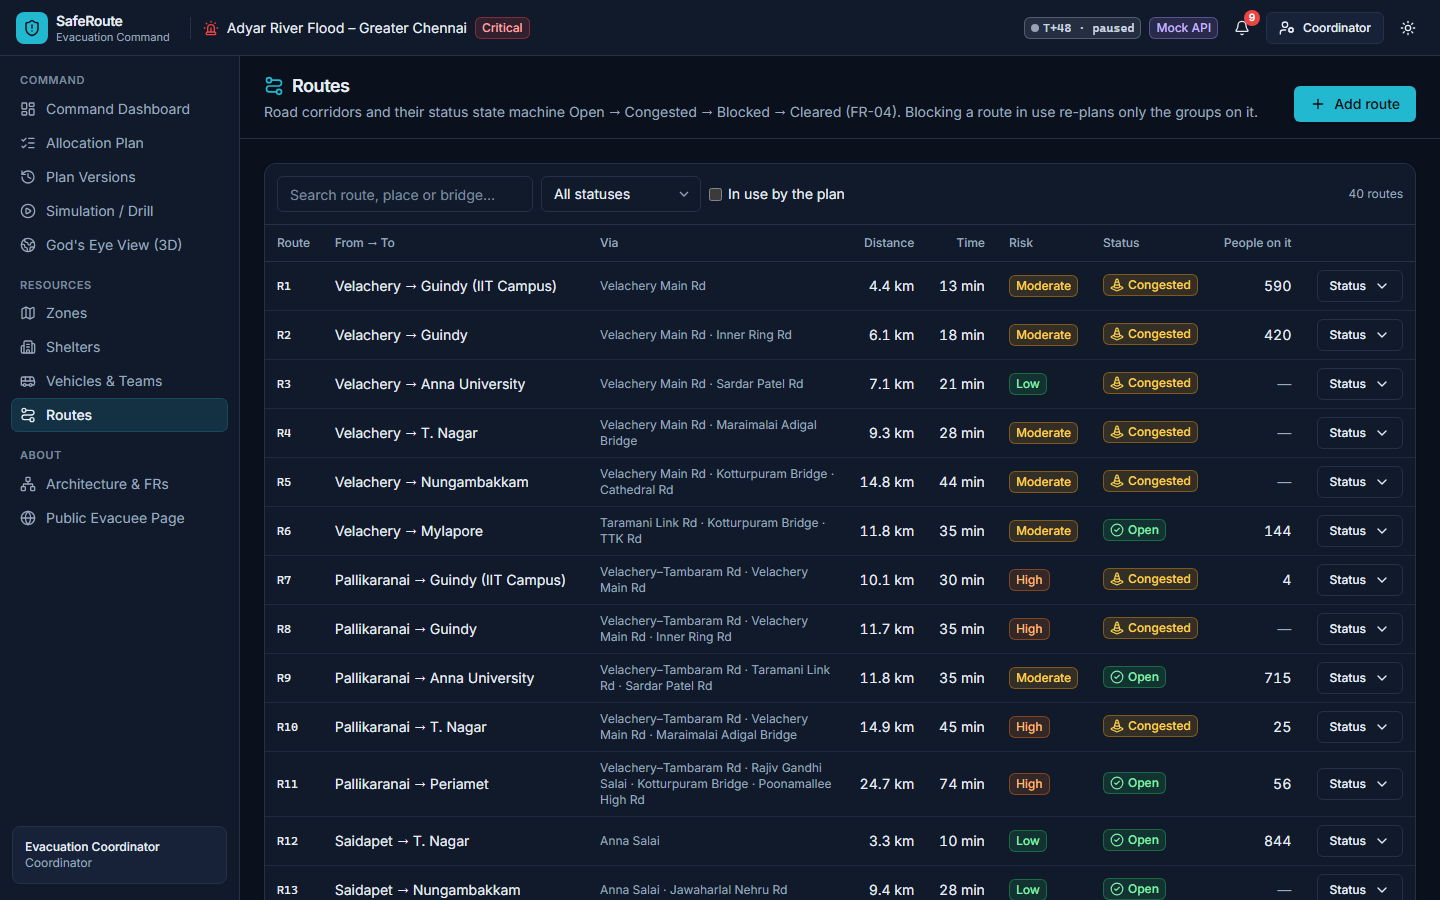 SafeRoute
Evacuation Command
Adyar River Flood – Greater Chennai
Critical
T+48 · paused
Mock API
9
Coordinator
COMMAND
Command Dashboard
Allocation Plan
Plan Versions
Simulation / Drill
God's Eye View (3D)
RESOURCES
Zones
Shelters
Vehicles & Teams
Routes
ABOUT
Architecture & FRs
Public Evacuee Page
Evacuation Coordinator
Coordinator
Routes
Road corridors and their status state machine Open → Congested → Blocked → Cleared (FR-04). Blocking a route in use re-plans only the groups on it.
Add route
Search route, place or bridge...
All statuses
In use by the plan
40 routes
Route From → To Via Distance Time Risk Status People on it
R1 Velachery → Guindy (IIT Campus) Velachery Main Rd 4.4 km 13 min Moderate Congested 590 Status
R2 Velachery → Guindy Velachery Main Rd · Inner Ring Rd 6.1 km 18 min Moderate Congested 420 Status
R3 Velachery → Anna University Velachery Main Rd · Sardar Patel Rd 7.1 km 21 min Low Congested — Status
R4 Velachery → T. Nagar Velachery Main Rd · Maraimalai Adigal
Bridge 9.3 km 28 min Moderate Congested — Status
R5 Velachery → Nungambakkam Velachery Main Rd · Kotturpuram Bridge ·
Cathedral Rd 14.8 km 44 min Moderate Congested — Status
R6 Velachery → Mylapore Taramani Link Rd · Kotturpuram Bridge ·
TTK Rd 11.8 km 35 min Moderate Open 144 Status
R7 Pallikaranai → Guindy (IIT Campus) Velachery–Tambaram Rd · Velachery
Main Rd 10.1 km 30 min High Congested 4 Status
R8 Pallikaranai → Guindy Velachery–Tambaram Rd · Velachery
Main Rd · Inner Ring Rd 11.7 km 35 min High Congested — Status
R9 Pallikaranai → Anna University Velachery–Tambaram Rd · Taramani Link
Rd · Sardar Patel Rd 11.8 km 35 min Moderate Open 715 Status
R10 Pallikaranai → T. Nagar Velachery–Tambaram Rd · Velachery
Main Rd · Maraimalai Adigal Bridge 14.9 km 45 min High Congested 25 Status
R11 Pallikaranai → Periamet Velachery–Tambaram Rd · Rajiv Gandhi
Salai · Kotturpuram Bridge · Poonamallee
High Rd 24.7 km 74 min High Open 56 Status
R12 Saidapet → T. Nagar Anna Salai 3.3 km 10 min Low Open 844 Status
R13 Saidapet → Nungambakkam Anna Salai · Jawaharlal Nehru Rd 9.4 km 28 min Low Open — Status